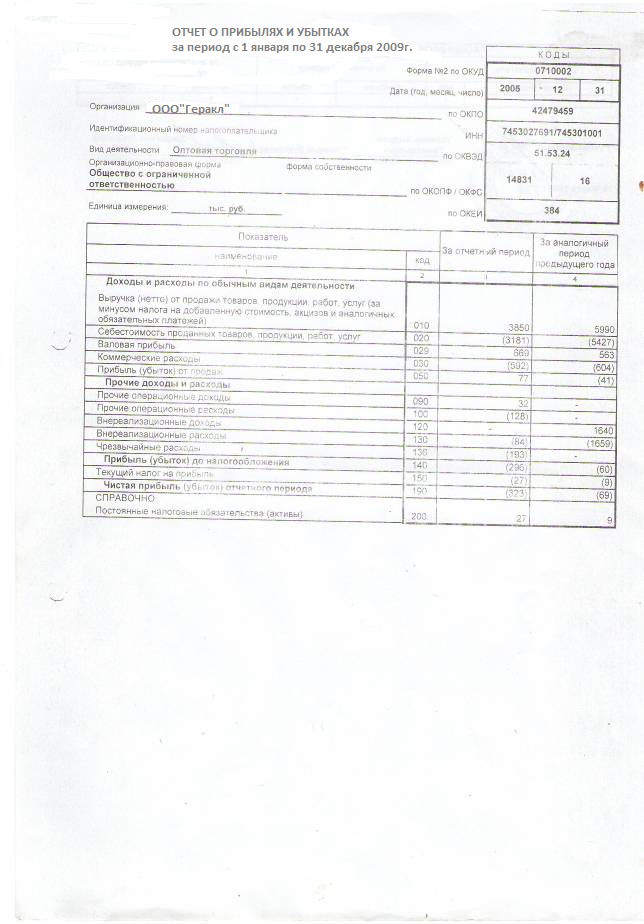 ОТЧЕТ О ПРИБЫЛЯХ И УБЫТКАХ
за период с 1 января по 31 декабря 2009г.
КОДЫ
Форма №2 по ОКУД 0710002
Дата (год, месяц, число) 2005 12 31
Организация ООО"Геракл" по ОКПО 42479459
Идентификационный номер налогоплательщика ИНН 7453027691/745301001
Вид деятельности Оптовая торговля по ОКВЭД 51.53.24
Организационно-правовая форма форма собственности
Общество с ограниченной
ответственностью по ОКОПФ / ОКФС 14831 16
Единица измерения: тыс. руб. по ОКЕИ 384
Показатель За отчетный период За аналогичный период предыдущего года
наименование код
1 2 3 4
Доходы и расходы по обычным видам деятельности
Выручка (нетто) от продажи товаров, продукции, работ, услуг (за
минусом налога на добавленную стоимость, акцизов и аналогичных
обязательных платежей) 010 3850 5990
Себестоимость проданных товаров, продукции, работ, услуг 020 (3181) (5427)
Валовая прибыль 029 669 563
Коммерческие расходы 030 (592) (604)
Прибыль (убыток) от продаж 050 77 (41)
Прочие доходы и расходы
Прочие операционные доходы 090 32 -
Прочие операционные расходы 100 (128) -
Внереализационные доходы 120 - 1640
Внереализационные расходы 130 (84) (1659)
Чрезвычайные расходы 136 (193) -
Прибыль (убыток) до налогообложения 140 (296) (60)
Текущий налог на прибыль 150 (27) (9)
Чистая прибыль (убыток) отчетного периода 190 (323) (69)
СПРАВОЧНО
Постоянные налоговые обязательства (активы) 200 27 9